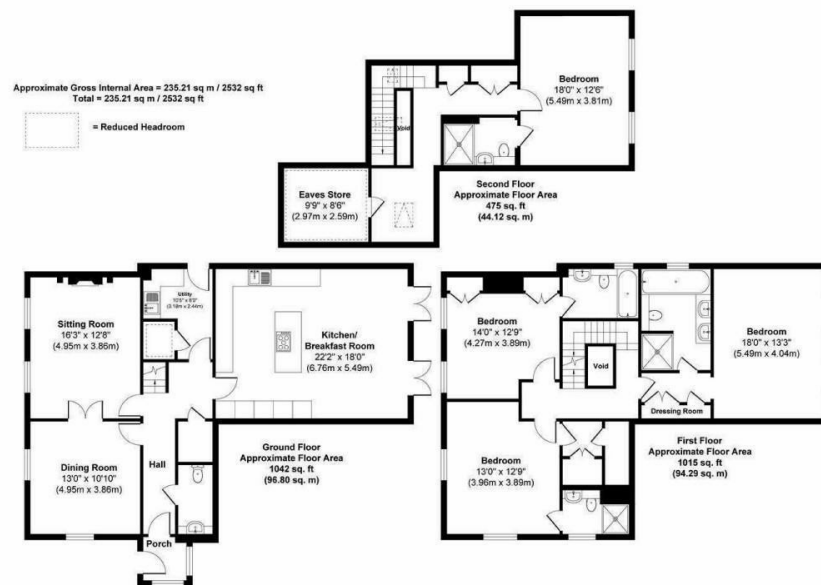 Approximate Gross Internal Area = 235.21 sq m / 2532 sq ft
Total = 235.21 sq m / 2532 sq ft
= Reduced Headroom
Bedroom
18'0" x 12'6"
(5.49m x 3.81m)
Void
Eaves Store
9'9" x 8'6"
(2.97m x 2.59m)
Second Floor
Approximate Floor Area
475 sq. ft
(44.12 sq. m)
Sitting Room
16'3" x 12'8"
(4.95m x 3.86m)
Utility
Kitchen/
Breakfast Room
22'2" x 18'0"
(6.76m x 5.49m)
Dining Room
13'0" x 10'10"
(4.95m x 3.86m)
Hall
Porch
Ground Floor
Approximate Floor Area
1042 sq. ft
(96.80 sq. m)
Bedroom
14'0" x 12'9"
(4.27m x 3.89m)
Void
Bedroom
18'0" x 13'3"
(5.49m x 4.04m)
Dressing Room
Bedroom
13'0" x 12'9"
(3.96m x 3.89m)
First Floor
Approximate Floor Area
1015 sq. ft
(94.29 sq. m)